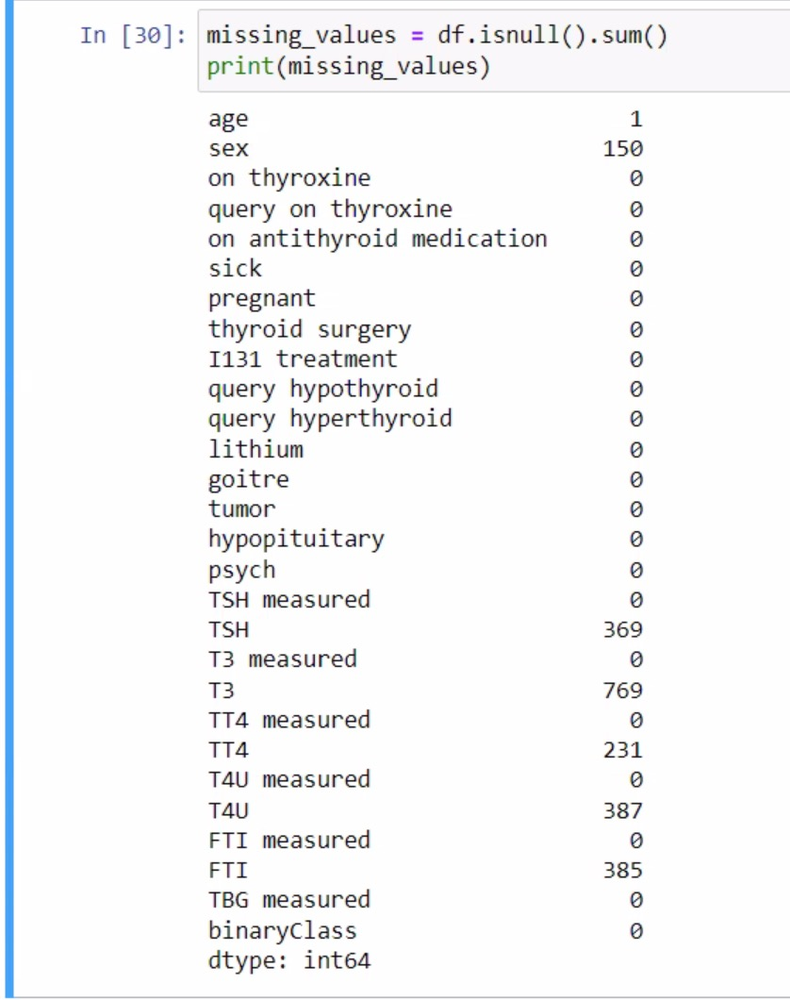 In [30]: missing_values = df.isnull().sum()
print(missing_values)
age 1
sex 150
on thyroxine 0
query on thyroxine 0
on antithyroid medication 0
sick 0
pregnant 0
thyroid surgery 0
I131 treatment 0
query hypothyroid 0
query hyperthyroid 0
lithium 0
goitre 0
tumor 0
hypopituitary 0
psych 0
TSH measured 0
TSH 369
T3 measured 0
T3 769
TT4 measured 0
TT4 231
T4U measured 0
T4U 387
FTI measured 0
FTI 385
TBG measured 0
binaryClass 0
dtype: int64